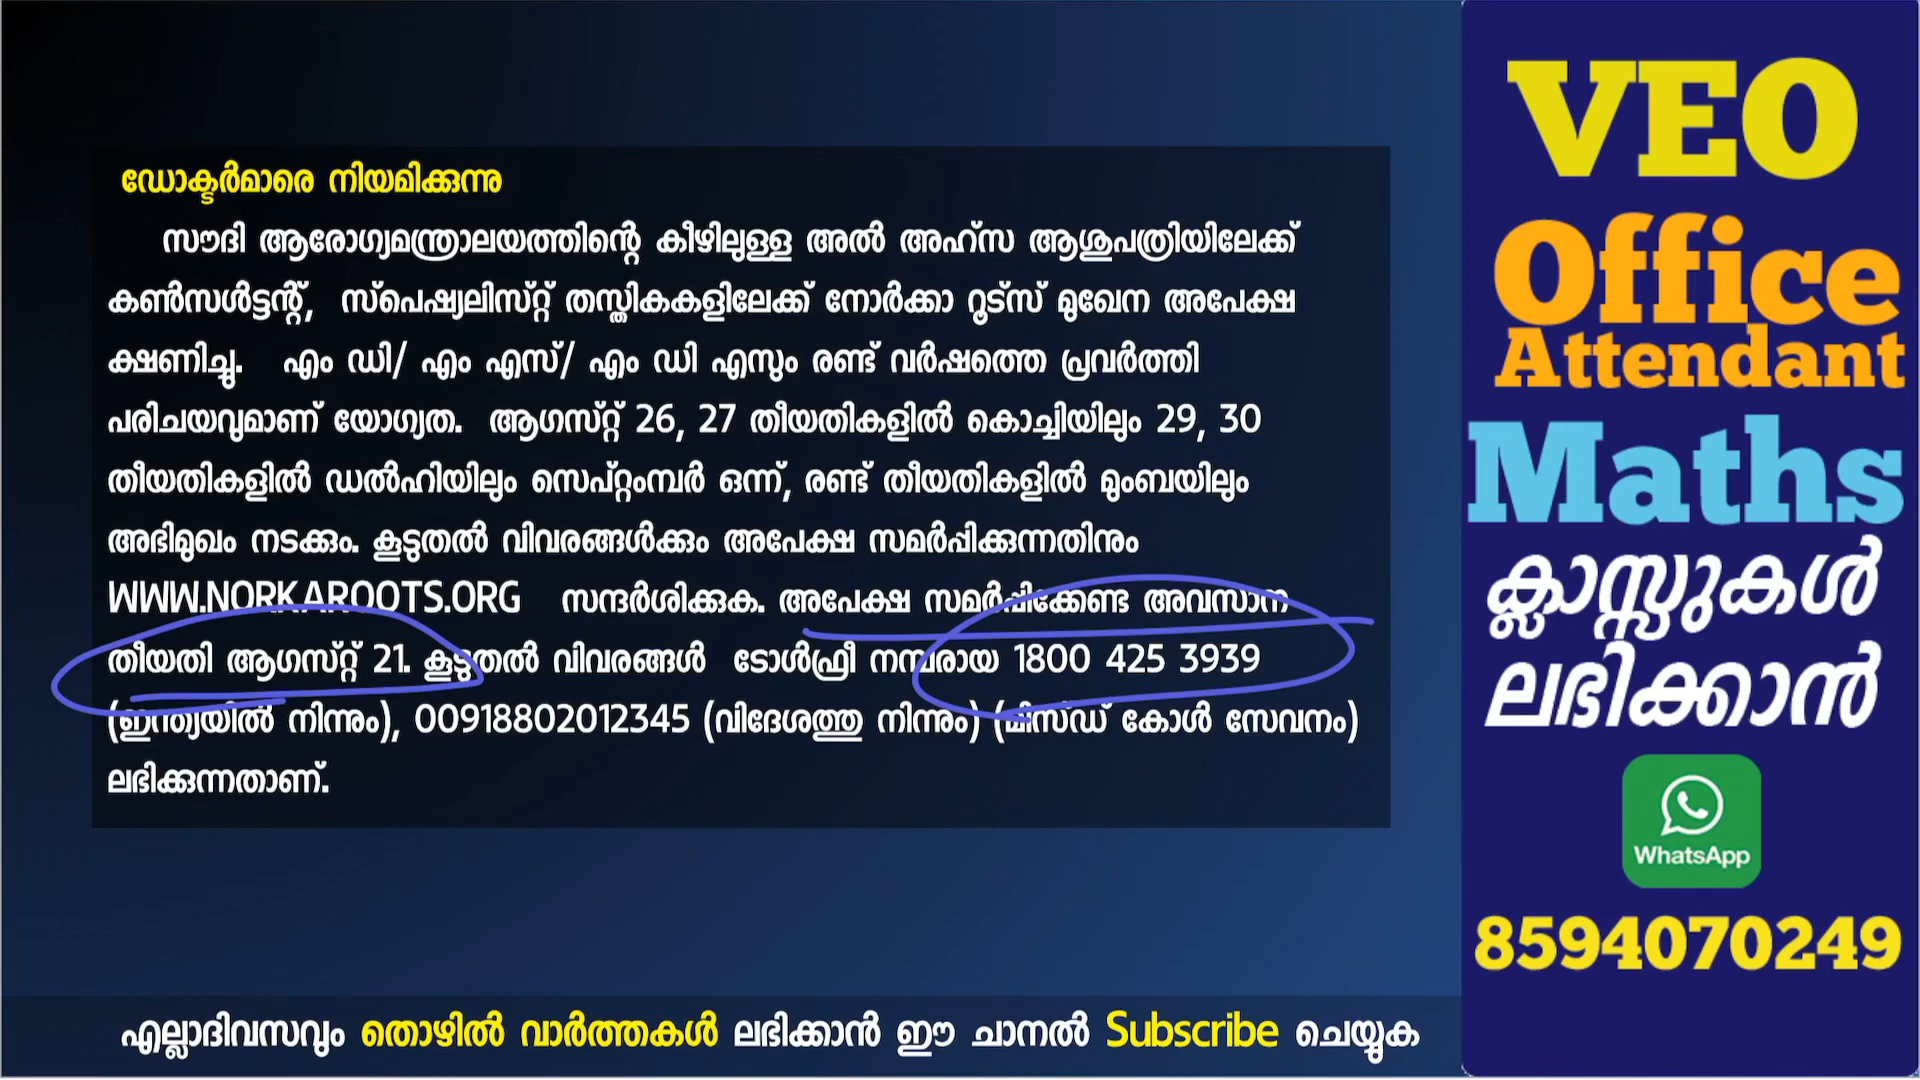 ഡോക്ടർമാരെ നിയമിക്കുന്നു
സൗദി ആരോഗ്യമന്ത്രാലയത്തിന്റെ കീഴിലുള്ള അൽ അഹ്സ ആശുപത്രിയിലേക്ക്
കൺസൾട്ടന്റ്, സ്പെഷ്യലിസ്റ്റ് തസ്തികകളിലേക്ക് നോർക്കാ റൂട്സ് മുഖേന അപേക്ഷ
ക്ഷണിച്ചു. എം ഡി/ എം എസ്/ എം ഡി എസും രണ്ട് വർഷത്തെ പ്രവർത്തി
പരിചയവുമാണ് യോഗ്യത. ആഗസ്റ്റ് 26, 27 തീയതികളിൽ കൊച്ചിയിലും 29, 30
തീയതികളിൽ ഡൽഹിയിലും സെപ്റ്റംമ്പർ ഒന്ന്, രണ്ട് തീയതികളിൽ മുംബയിലും
അഭിമുഖം നടക്കും. കൂടുതൽ വിവരങ്ങൾക്കും അപേക്ഷ സമർപ്പിക്കുന്നതിനും
WWW.NORKAROOTS.ORG സന്ദർശിക്കുക. അപേക്ഷ സമർപ്പിക്കേണ്ട അവസാന
തീയതി ആഗസ്റ്റ് 21. കൂടുതൽ വിവരങ്ങൾ ടോൾഫ്രീ നമ്പരായ 1800 425 3939
(ഇന്ത്യയിൽ നിന്നും), 00918802012345 (വിദേശത്തു നിന്നും) (മിസ്ഡ് കോൾ സേവനം)
ലഭിക്കുന്നതാണ്.
എല്ലാദിവസവും തൊഴിൽ വാർത്തകൾ ലഭിക്കാൻ ഈ ചാനൽ Subscribe ചെയ്യുക
VEO
Office
Attendant
Maths
ക്ലാസ്സുകൾ
ലഭിക്കാൻ
WhatsApp
8594070249